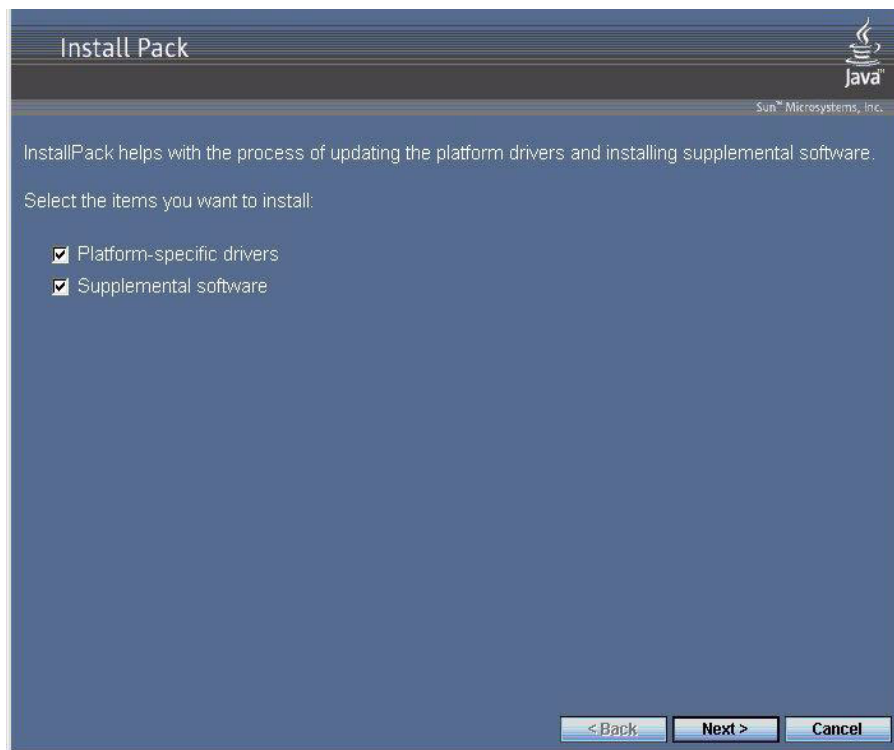 Install Pack
Java™
Sun™ Microsystems, Inc.
InstallPack helps with the process of updating the platform drivers and installing supplemental software.
Select the items you want to install:
Platform-specific drivers
Supplemental software
< Back
Next >
Cancel